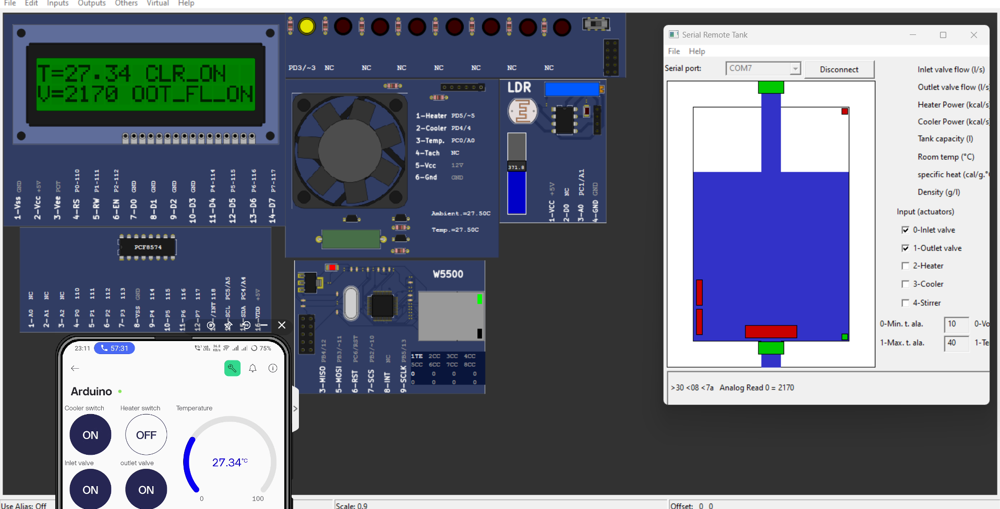 File Edit Inputs Outputs Others Virtual Help
T=27.34 CLR_ON
V=2170 OOT_FL_ON
1-Vss GND
2-Vcc +5V
3-Vee POT
4-RS P0-110
5-RW P1-111
6-EN P2-112
7-D0 GND
8-D1 GND
9-D2 GND
10-D3 GND
11-D4 P4-114
12-D5 P5-115
13-D6 P6-116
14-D7 P7-117
PD3/~3 NC NC NC NC NC NC NC
1-Heater PD5/~5
2-Cooler PD4/4
3-Temp. PC0/A0
4-Tach NC
5-Vcc 12V
6-Gnd GND
Ambient.=27.50C
Temp.=27.50C
LDR
371.8
1-VCC +5V
2-D0 NC
3-A0 PC1/A1
4-GND GND
PCF8574
1-A0 NC
2-A1 NC
3-A2 NC
4-P0 110
5-P1 111
6-P2 112
7-P3 113
8-VSS GND
9-P4 114
10-P5 115
11-P6 116
12-P7 117
-/INT 118
-SCL PC5/A5
-SDA PC4/A4
16-VDD +5V
W5500
3-MISO PB4/12
5-MOSI PB3/~11
6-RST PC6/RST
7-SCS PB2/~10
8-INT NC
9-SCLK PB5/13
1TE 2CC 3CC 4CC
5CC 6CC 7CC 8CC
0 0 0 0
0 0 0 0
23:11 57:31 36.8 KB/s 75%
Arduino
Cooler switch Heater switch Temperature
ON OFF
27.34°C
Inlet valve outlet valve
ON ON
0 100
Serial Remote Tank
File Help
Serial port: COM7 Disconnect
Inlet valve flow (l/s)
Outlet valve flow (l/s
Heater Power (kcal/s
Cooler Power (kcal/s
Tank capacity (l)
Room temp (°C)
specific heat (cal/g.°
Density (g/l)
Input (actuators)
0-Inlet valve
1-Outlet valve
2-Heater
3-Cooler
4-Stirrer
0-Min. t. ala. 10 0-Vo
1-Max. t. ala. 40 1-Te
>30 <08 <7a Analog Read 0 = 2170
Use Alias: Off Scale: 0.9 Offset: 0 0